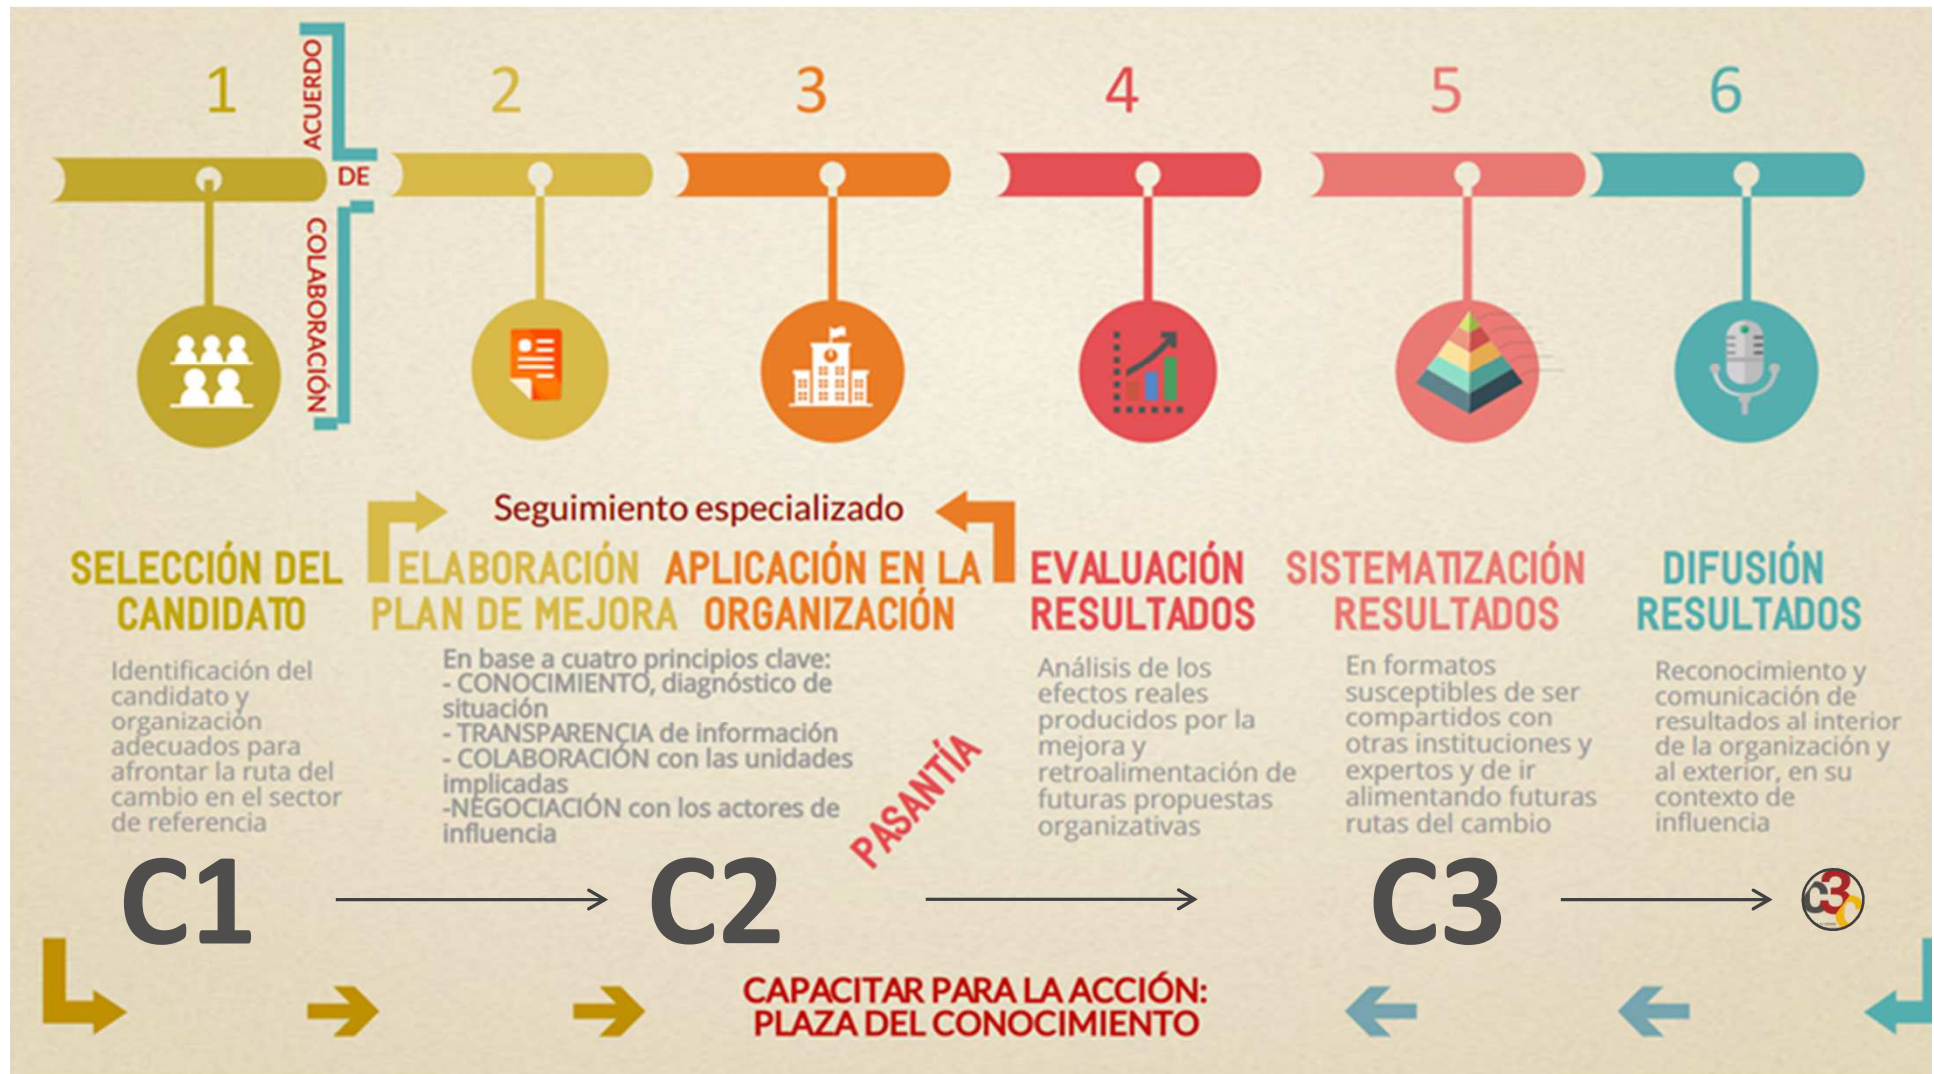 1
ACUERDO
DE
COLABORACIÓN
2
3
4
5
6
Seguimiento especializado
SELECCIÓN DEL
CANDIDATO
Identificación del
candidato y
organización
adecuados para
afrontar la ruta del
cambio en el sector
de referencia
ELABORACIÓN
PLAN DE MEJORA
APLICACIÓN EN LA
ORGANIZACIÓN
En base a cuatro principios clave:
- CONOCIMIENTO, diagnóstico de
situación
- TRANSPARENCIA de información
- COLABORACIÓN con las unidades
implicadas
-NEGOCIACIÓN con los actores de
influencia
PASANTÍA
EVALUACIÓN
RESULTADOS
Análisis de los
efectos reales
producidos por la
mejora y
retroalimentación de
futuras propuestas
organizativas
SISTEMATIZACIÓN
RESULTADOS
En formatos
susceptibles de ser
compartidos con
otras instituciones y
expertos y de ir
alimentando futuras
rutas del cambio
DIFUSIÓN
RESULTADOS
Reconocimiento y
comunicación de
resultados al interior
de la organización y
al exterior, en su
contexto de
influencia
C1
C2
C3
c3c
CAPACITAR PARA LA ACCIÓN:
PLAZA DEL CONOCIMIENTO